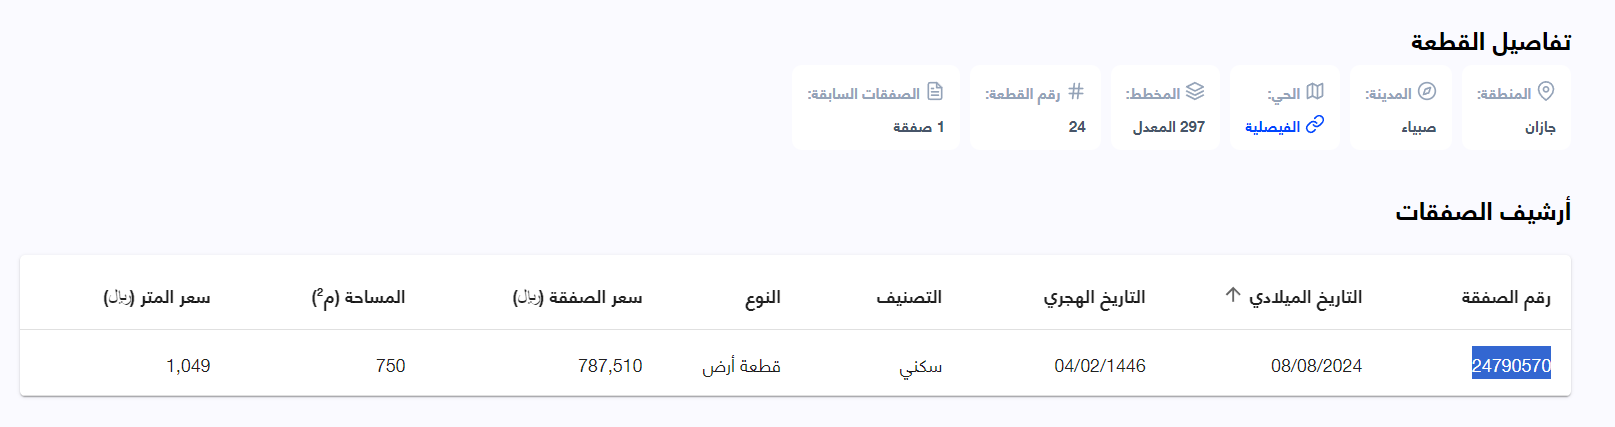 تفاصيل القطعة
المنطقة: المدينة: الحي: المخطط: رقم القطعة: الصفقات السابقة:
جازان صبياء الفيصلية 297 المعدل 24 1 صفقة
أرشيف الصفقات
رقم الصفقة التاريخ الميلادي التاريخ الهجري التصنيف النوع سعر الصفقة (﷼) المساحة (م²) سعر المتر (﷼)
24790570 08/08/2024 04/02/1446 سكني قطعة أرض 787,510 750 1,049